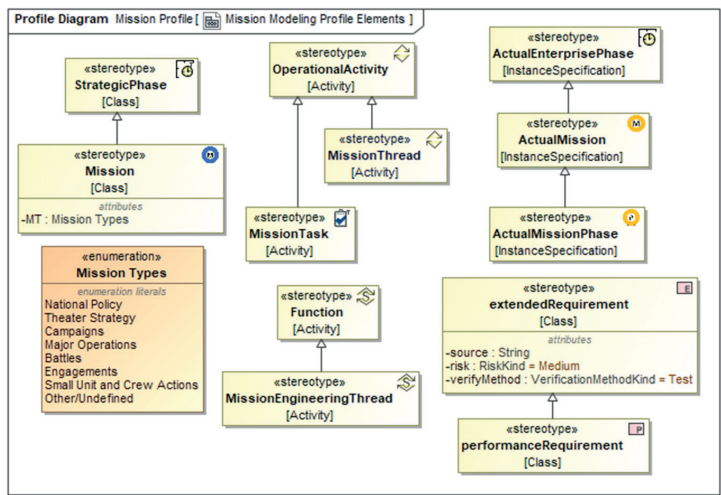 Profile Diagram Mission Profile [ Mission Modeling Profile Elements ]
«stereotype»
StrategicPhase
[Class]
«stereotype»
Mission
[Class]
attributes
-MT : Mission Types
«enumeration»
Mission Types
enumeration literals
National Policy
Theater Strategy
Campaigns
Major Operations
Battles
Engagements
Small Unit and Crew Actions
Other/Undefined
«stereotype»
OperationalActivity
[Activity]
«stereotype»
MissionThread
[Activity]
«stereotype»
MissionTask
[Activity]
«stereotype»
Function
[Activity]
«stereotype»
MissionEngineeringThread
[Activity]
«stereotype»
ActualEnterprisePhase
[InstanceSpecification]
«stereotype»
ActualMission
[InstanceSpecification]
«stereotype»
ActualMissionPhase
[InstanceSpecification]
«stereotype»
extendedRequirement
[Class]
attributes
-source : String
-risk : RiskKind = Medium
-verifyMethod : VerificationMethodKind = Test
«stereotype»
performanceRequirement
[Class]